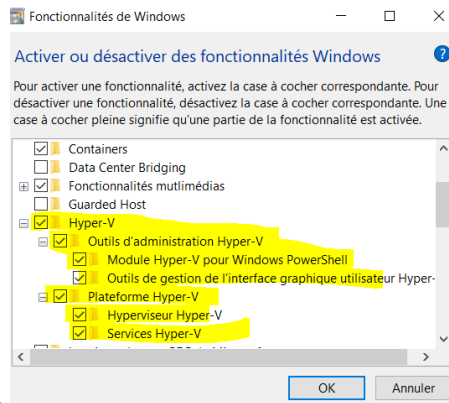 Fonctionnalités de Windows
Activer ou désactiver des fonctionnalités Windows
Pour activer une fonctionnalité, activez la case à cocher correspondante. Pour
désactiver une fonctionnalité, désactivez la case à cocher correspondante. Une
case à cocher pleine signifie qu'une partie de la fonctionnalité est activée.
Containers
Data Center Bridging
Fonctionnalités mutlimédias
Guarded Host
Hyper-V
Outils d'administration Hyper-V
Module Hyper-V pour Windows PowerShell
Outils de gestion de l'interface graphique utilisateur Hyper-
Plateforme Hyper-V
Hyperviseur Hyper-V
Services Hyper-V
OK
Annuler